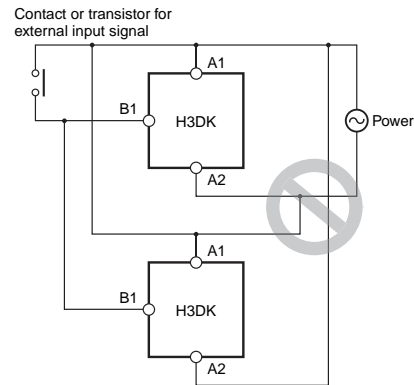 Contact or transistor for
external input signal
A1
B1
H3DK
Power
A2
A1
B1
H3DK
A2